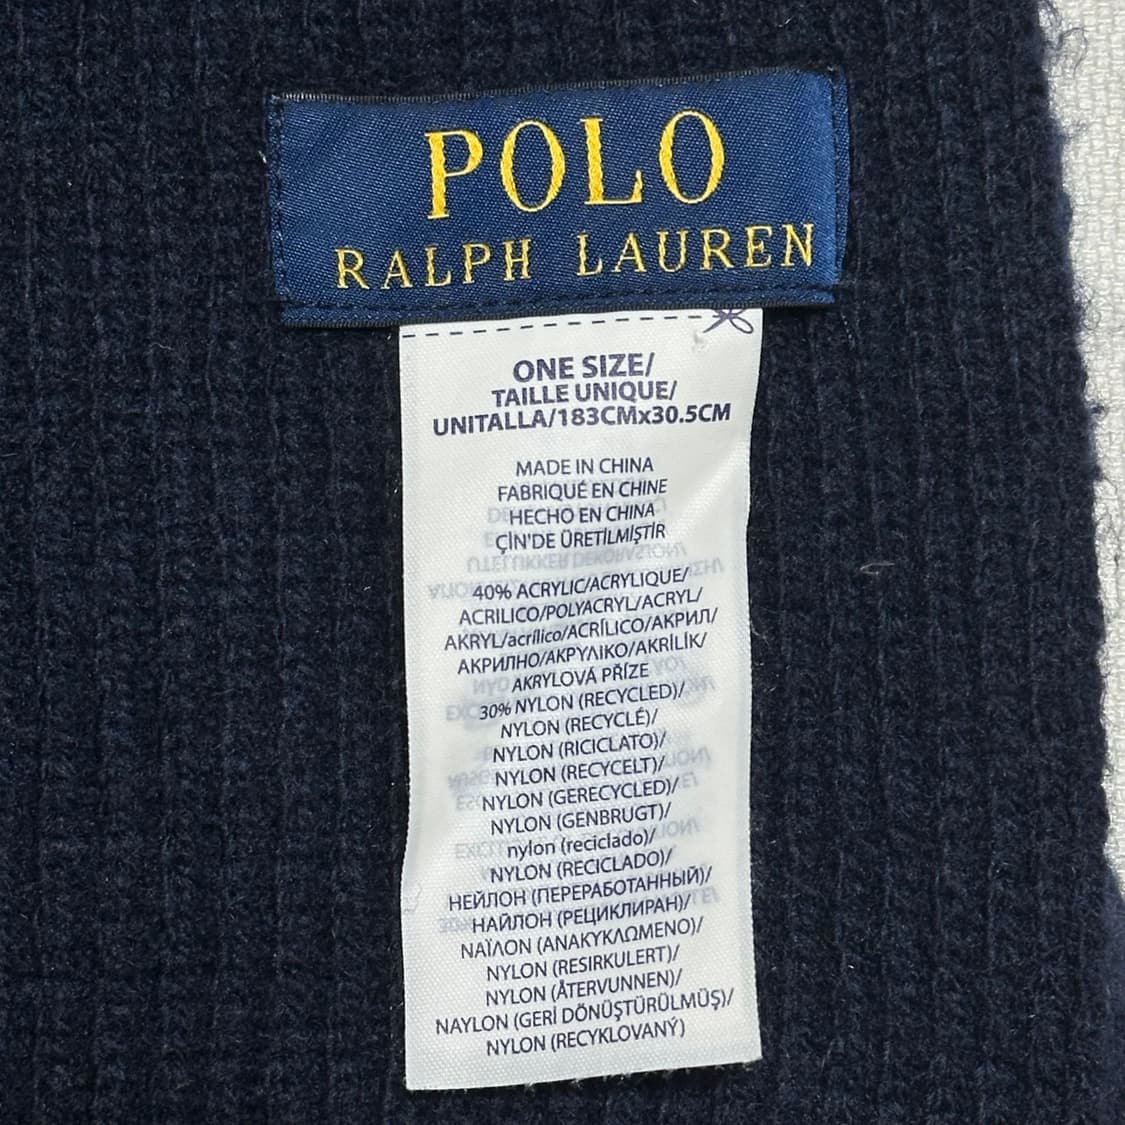 POLO
RALPH LAUREN
ONE SIZE/
TAILLE UNIQUE/
UNITALLA/183CMx30.5CM
MADE IN CHINA
FABRIQUÉ EN CHINE
HECHO EN CHINA
ÇİN'DE ÜRETİLMİŞTİR
40% ACRYLIC/ACRYLIQUE/
ACRILICO/POLYACRYL/ACRYL/
AKRYL/acrílico/ACRÍLICO/АКРИЛ/
АКРИЛНО/ΑΚΡΥΛΙΚΟ/AKRİLİK/
AKRYLOVÁ PŘÍZE
30% NYLON (RECYCLED)/
NYLON (RECYCLÉ)/
NYLON (RICICLATO)/
NYLON (RECYCELT)/
NYLON (GERECYCLED)/
NYLON (GENBRUGT)/
nylon (reciclado)/
NYLON (RECICLADO)/
НЕЙЛОН (ПЕРЕРАБОТАННЫЙ)/
НАЙЛОН (РЕЦИКЛИРАН)/
ΝΑΪΛΟΝ (ΑΝΑΚΥΚΛΩΜΕΝΟ)/
NYLON (RESIRKULERT)/
NYLON (ÅTERVUNNEN)/
NAYLON (GERİ DÖNÜŞTÜRÜLMÜŞ)/
NYLON (RECYKLOVANÝ)